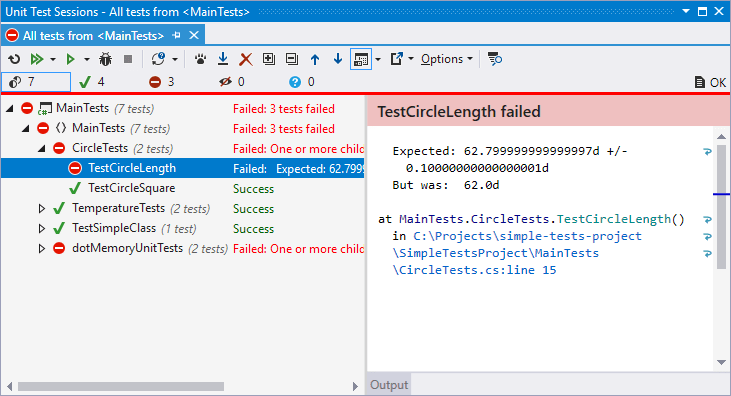 Unit Test Sessions - All tests from <MainTests>
All tests from <MainTests>
Options
7 4 3 0 0 OK
MainTests (7 tests) Failed: 3 tests failed
MainTests (7 tests) Failed: 3 tests failed
CircleTests (2 tests) Failed: One or more child
TestCircleLength Failed: Expected: 62.7999
TestCircleSquare Success
TemperatureTests (2 tests) Success
TestSimpleClass (1 test) Success
dotMemoryUnitTests (2 tests) Failed: One or more child
TestCircleLength failed
Expected: 62.799999999999997d +/-
0.10000000000000001d
But was: 62.0d
at MainTests.CircleTests.TestCircleLength()
in C:\Projects\simple-tests-project
\SimpleTestsProject\MainTests
\CircleTests.cs:line 15
Output